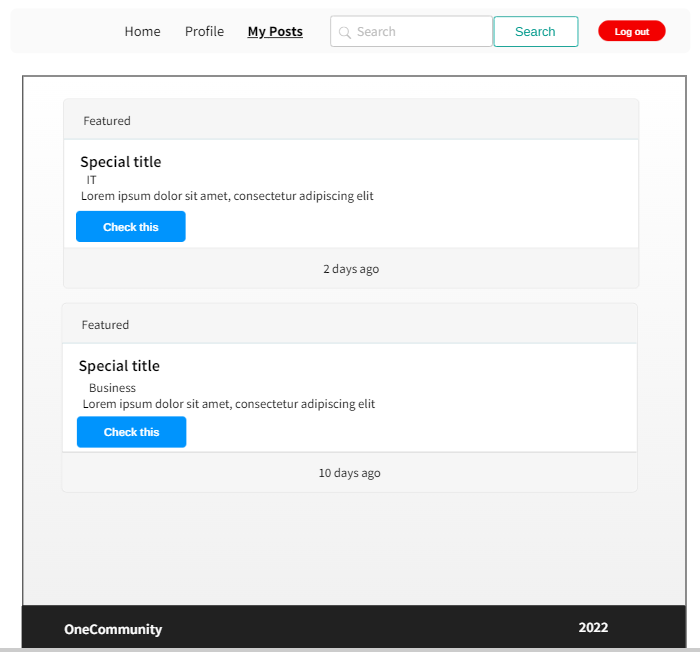 Home Profile My Posts Search Search Log out
Featured
Special title
IT
Lorem ipsum dolor sit amet, consectetur adipiscing elit
Check this
2 days ago
Featured
Special title
Business
Lorem ipsum dolor sit amet, consectetur adipiscing elit
Check this
10 days ago
OneCommunity 2022